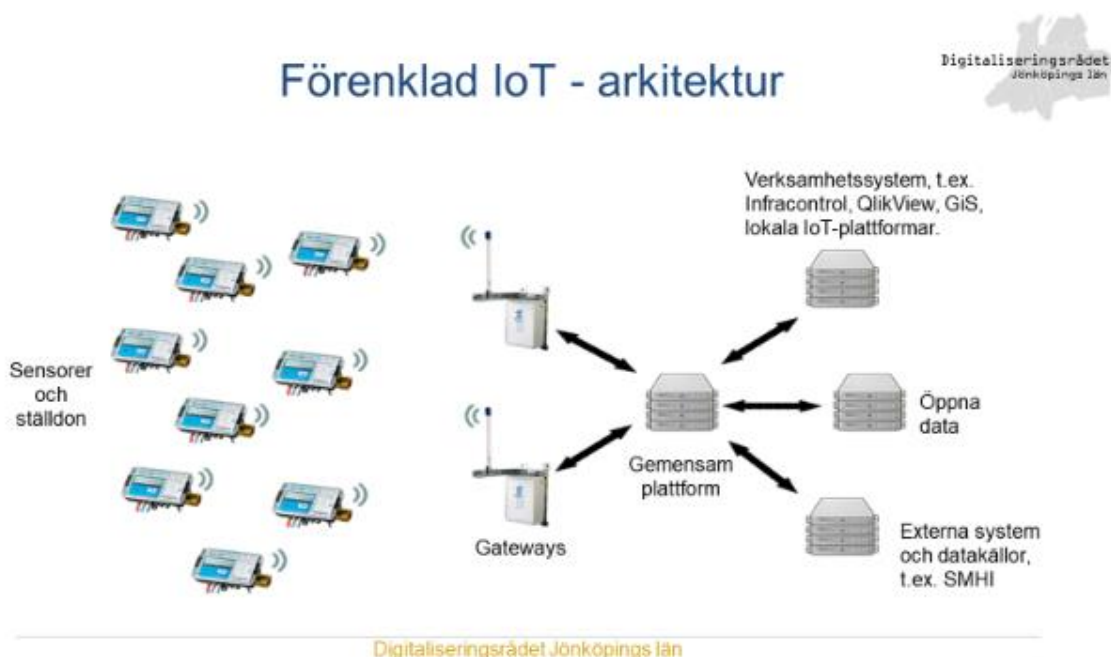 Förenklad IoT - arkitektur
Digitaliseringsrådet
Jönköpings län
Verksamhetssystem, t.ex.
Infracontrol, QlikView, GiS,
lokala IoT-plattformar.
Sensorer
och
ställdon
Gateways
Gemensam
plattform
Öppna
data
Externa system
och datakällor,
t.ex. SMHI
Digitaliseringsrådet Jönköpings län